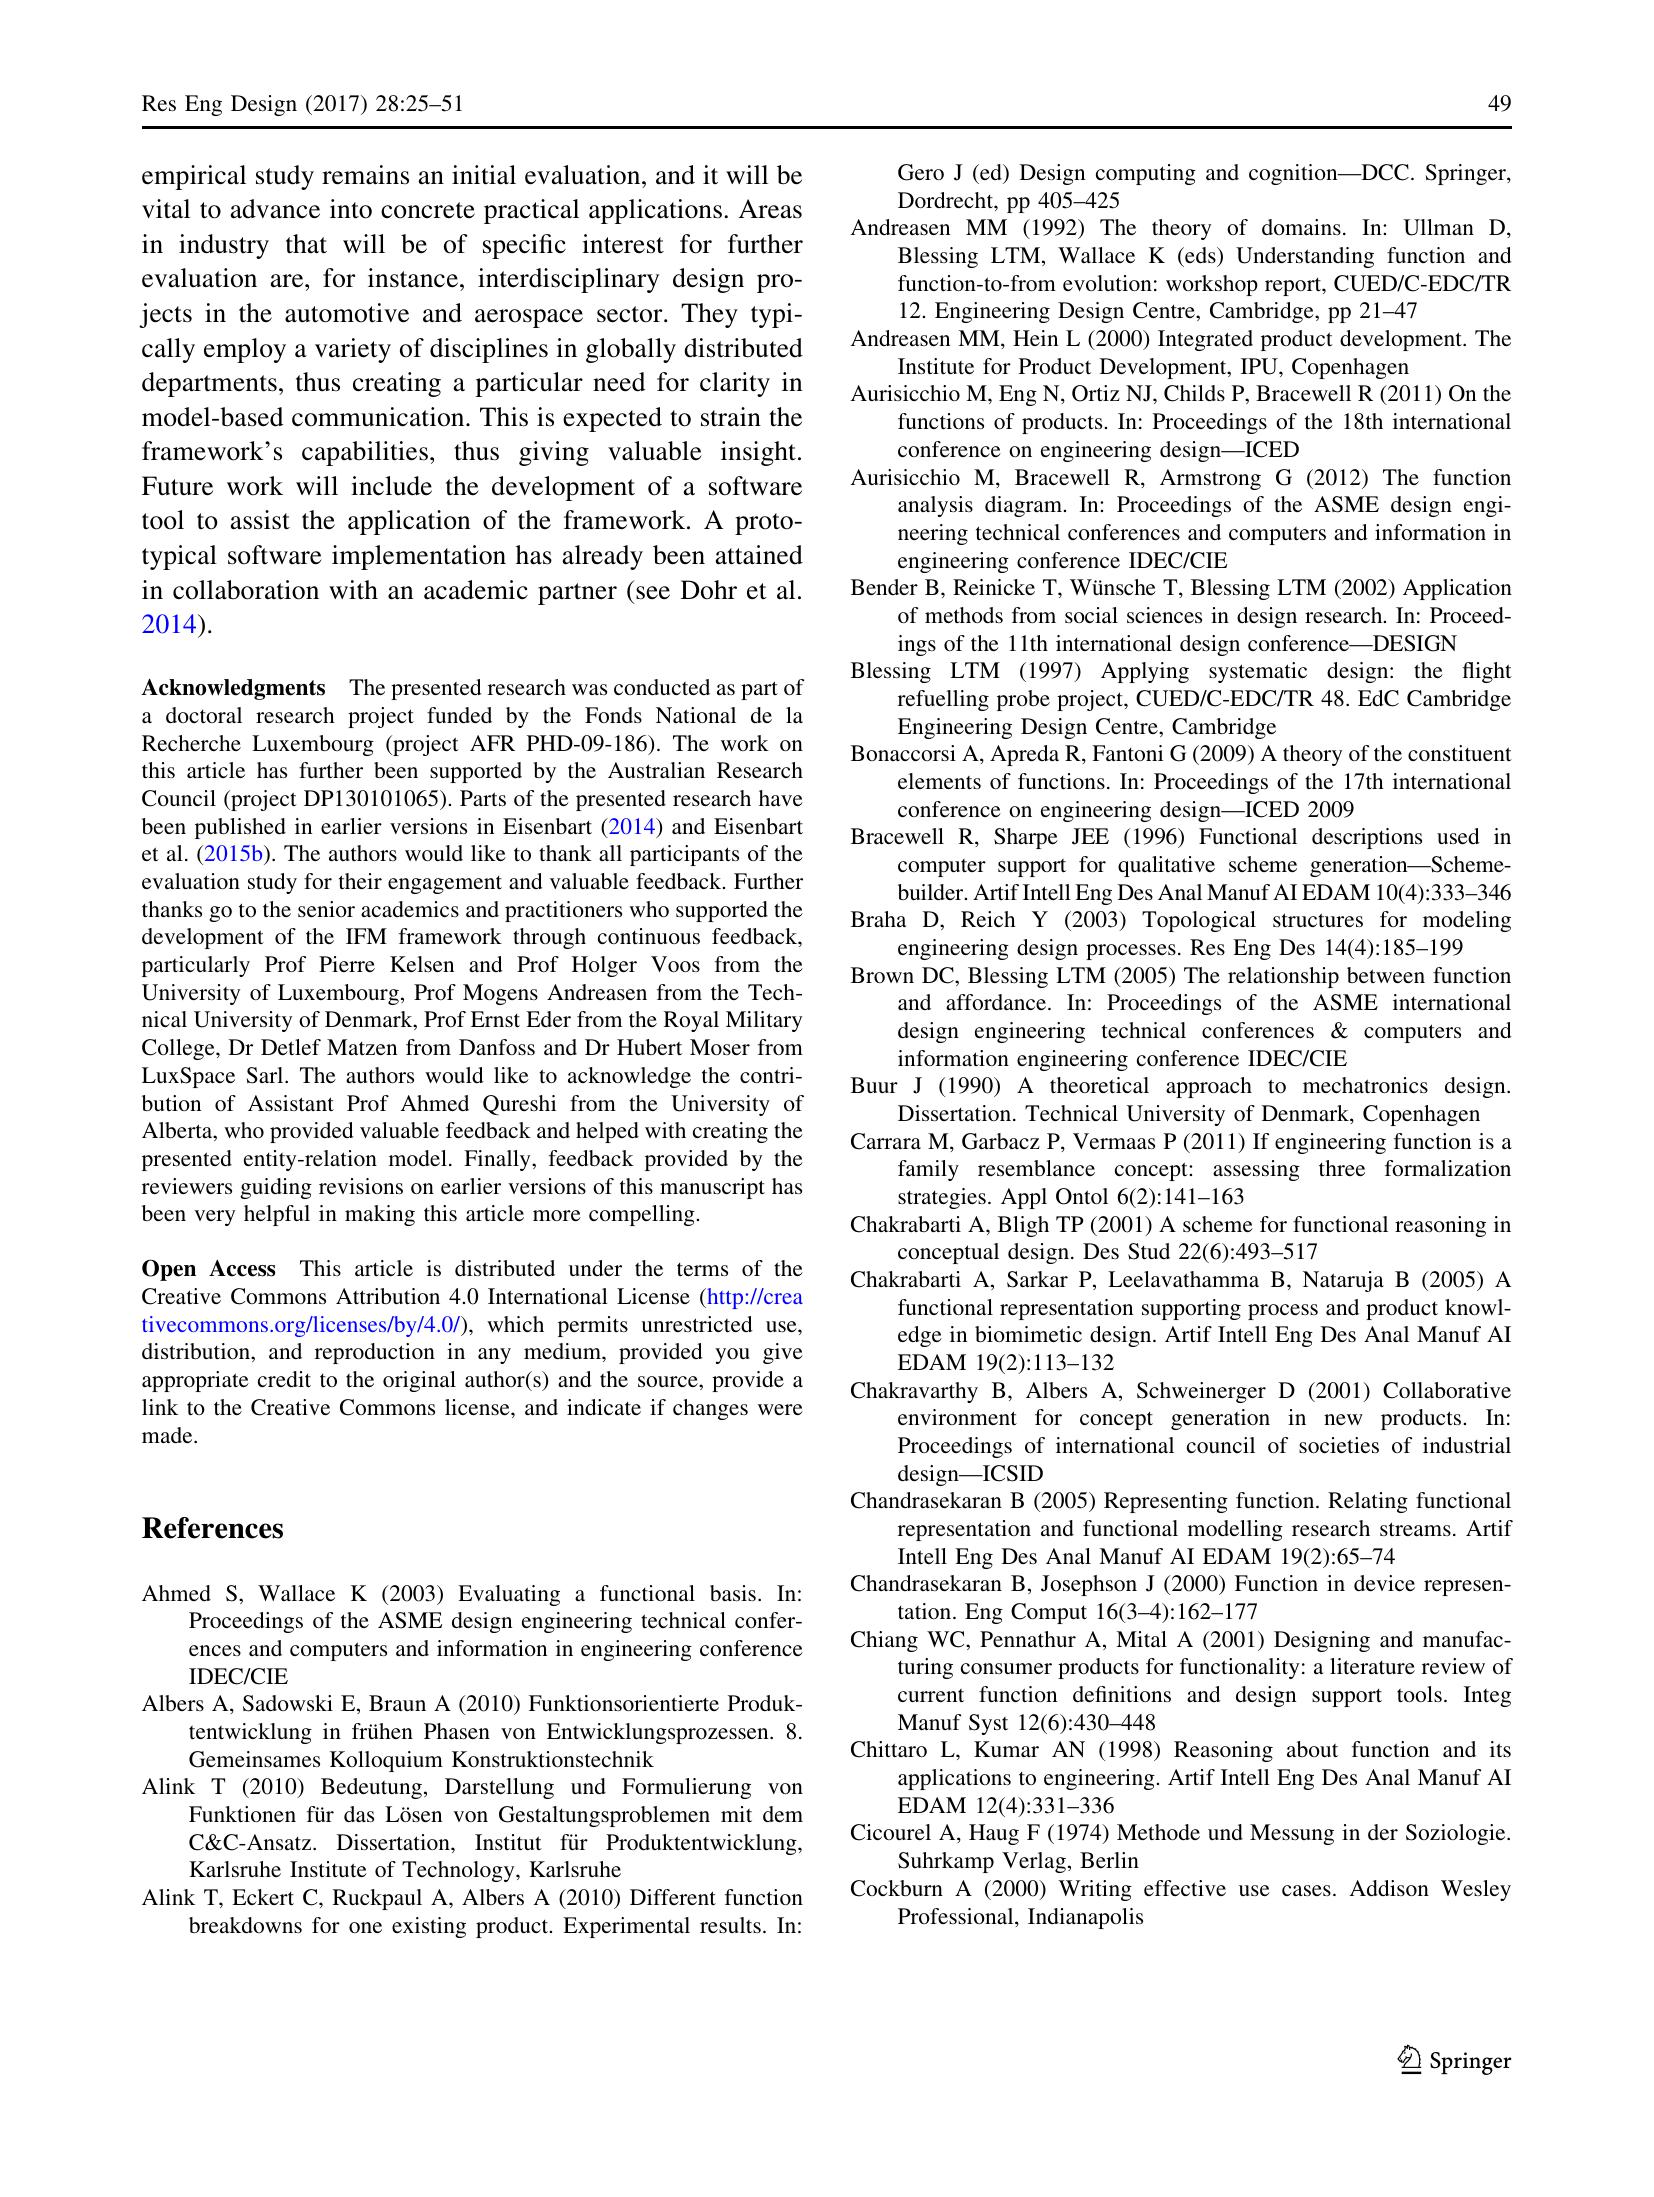 Res Eng Design (2017) 28:25–51
49
empirical study remains an initial evaluation, and it will be
vital to advance into concrete practical applications. Areas
in industry that will be of specific interest for further
evaluation are, for instance, interdisciplinary design pro-
jects in the automotive and aerospace sector. They typi-
cally employ a variety of disciplines in globally distributed
departments, thus creating a particular need for clarity in
model-based communication. This is expected to strain the
framework's capabilities, thus giving valuable insight.
Future work will include the development of a software
tool to assist the application of the framework. A proto-
typical software implementation has already been attained
in collaboration with an academic partner (see Dohr et al.
2014).
Acknowledgments The presented research was conducted as part of
a doctoral research project funded by the Fonds National de la
Recherche Luxembourg (project AFR PHD-09-186). The work on
this article has further been supported by the Australian Research
Council (project DP130101065). Parts of the presented research have
been published in earlier versions in Eisenbart (2014) and Eisenbart
et al. (2015b). The authors would like to thank all participants of the
evaluation study for their engagement and valuable feedback. Further
thanks go to the senior academics and practitioners who supported the
development of the IFM framework through continuous feedback,
particularly Prof Pierre Kelsen and Prof Holger Voos from the
University of Luxembourg, Prof Mogens Andreasen from the Tech-
nical University of Denmark, Prof Ernst Eder from the Royal Military
College, Dr Detlef Matzen from Danfoss and Dr Hubert Moser from
LuxSpace Sarl. The authors would like to acknowledge the contri-
bution of Assistant Prof Ahmed Qureshi from the University of
Alberta, who provided valuable feedback and helped with creating the
presented entity-relation model. Finally, feedback provided by the
reviewers guiding revisions on earlier versions of this manuscript has
been very helpful in making this article more compelling.
Open Access This article is distributed under the terms of the
Creative Commons Attribution 4.0 International License (http://crea
tivecommons.org/licenses/by/4.0/), which permits unrestricted use,
distribution, and reproduction in any medium, provided you give
appropriate credit to the original author(s) and the source, provide a
link to the Creative Commons license, and indicate if changes were
made.
References
Ahmed S, Wallace K (2003) Evaluating a functional basis. In:
Proceedings of the ASME design engineering technical confer-
ences and computers and information in engineering conference
IDEC/CIE
Albers A, Sadowski E, Braun A (2010) Funktionsorientierte Produk-
tentwicklung in frühen Phasen von Entwicklungsprozessen. 8.
Gemeinsames Kolloquium Konstruktionstechnik
Alink T (2010) Bedeutung, Darstellung und Formulierung von
Funktionen für das Lösen von Gestaltungsproblemen mit dem
C&C-Ansatz. Dissertation, Institut für Produktentwicklung,
Karlsruhe Institute of Technology, Karlsruhe
Alink T, Eckert C, Ruckpaul A, Albers A (2010) Different function
breakdowns for one existing product. Experimental results. In:
Gero J (ed) Design computing and cognition—DCC. Springer,
Dordrecht, pp 405–425
Andreasen MM (1992) The theory of domains. In: Ullman D,
Blessing LTM, Wallace K (eds) Understanding function and
function-to-from evolution: workshop report, CUED/C-EDC/TR
12. Engineering Design Centre, Cambridge, pp 21–47
Andreasen MM, Hein L (2000) Integrated product development. The
Institute for Product Development, IPU, Copenhagen
Aurisicchio M, Eng N, Ortiz NJ, Childs P, Bracewell R (2011) On the
functions of products. In: Proceedings of the 18th international
conference on engineering design—ICED
Aurisicchio M, Bracewell R, Armstrong G (2012) The function
analysis diagram. In: Proceedings of the ASME design engi-
neering technical conferences and computers and information in
engineering conference IDEC/CIE
Bender B, Reinicke T, Wünsche T, Blessing LTM (2002) Application
of methods from social sciences in design research. In: Proceed-
ings of the 11th international design conference—DESIGN
Blessing LTM (1997) Applying systematic design: the flight
refuelling probe project, CUED/C-EDC/TR 48. EdC Cambridge
Engineering Design Centre, Cambridge
Bonaccorsi A, Apreda R, Fantoni G (2009) A theory of the constituent
elements of functions. In: Proceedings of the 17th international
conference on engineering design—ICED 2009
Bracewell R, Sharpe JEE (1996) Functional descriptions used in
computer support for qualitative scheme generation—Scheme-
builder. Artif Intell Eng Des Anal Manuf AI EDAM 10(4):333–346
Braha D, Reich Y (2003) Topological structures for modeling
engineering design processes. Res Eng Des 14(4):185–199
Brown DC, Blessing LTM (2005) The relationship between function
and affordance. In: Proceedings of the ASME international
design engineering technical conferences & computers and
information engineering conference IDEC/CIE
Buur J (1990) A theoretical approach to mechatronics design.
Dissertation. Technical University of Denmark, Copenhagen
Carrara M, Garbacz P, Vermaas P (2011) If engineering function is a
family resemblance concept: assessing three formalization
strategies. Appl Ontol 6(2):141–163
Chakrabarti A, Bligh TP (2001) A scheme for functional reasoning in
conceptual design. Des Stud 22(6):493–517
Chakrabarti A, Sarkar P, Leelavathamma B, Nataruja B (2005) A
functional representation supporting process and product knowl-
edge in biomimetic design. Artif Intell Eng Des Anal Manuf AI
EDAM 19(2):113–132
Chakravarthy B, Albers A, Schweinerger D (2001) Collaborative
environment for concept generation in new products. In:
Proceedings of international council of societies of industrial
design—ICSID
Chandrasekaran B (2005) Representing function. Relating functional
representation and functional modelling research streams. Artif
Intell Eng Des Anal Manuf AI EDAM 19(2):65–74
Chandrasekaran B, Josephson J (2000) Function in device represen-
tation. Eng Comput 16(3–4):162–177
Chiang WC, Pennathur A, Mital A (2001) Designing and manufac-
turing consumer products for functionality: a literature review of
current function definitions and design support tools. Integ
Manuf Syst 12(6):430–448
Chittaro L, Kumar AN (1998) Reasoning about function and its
applications to engineering. Artif Intell Eng Des Anal Manuf AI
EDAM 12(4):331–336
Cicourel A, Haug F (1974) Methode und Messung in der Soziologie.
Suhrkamp Verlag, Berlin
Cockburn A (2000) Writing effective use cases. Addison Wesley
Professional, Indianapolis
Springer